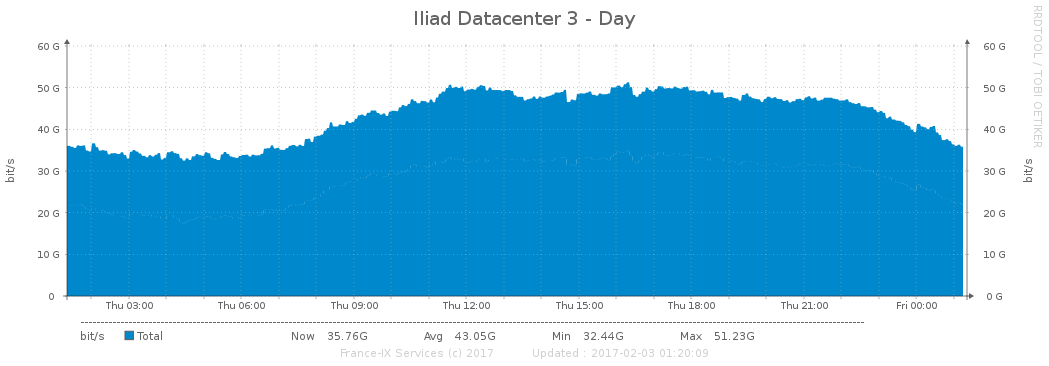 Iliad Datacenter 3 - Day
RRDTOOL / TOBI OETIKER
60 G 60 G
50 G 50 G
40 G 40 G
30 G 30 G
20 G 20 G
10 G 10 G
0 0 G
bit/s bit/s
Thu 03:00 Thu 06:00 Thu 09:00 Thu 12:00 Thu 15:00 Thu 18:00 Thu 21:00 Fri 00:00
bit/s Total Now 35.76G Avg 43.05G Min 32.44G Max 51.23G
France-IX Services (c) 2017 Updated : 2017-02-03 01:20:09